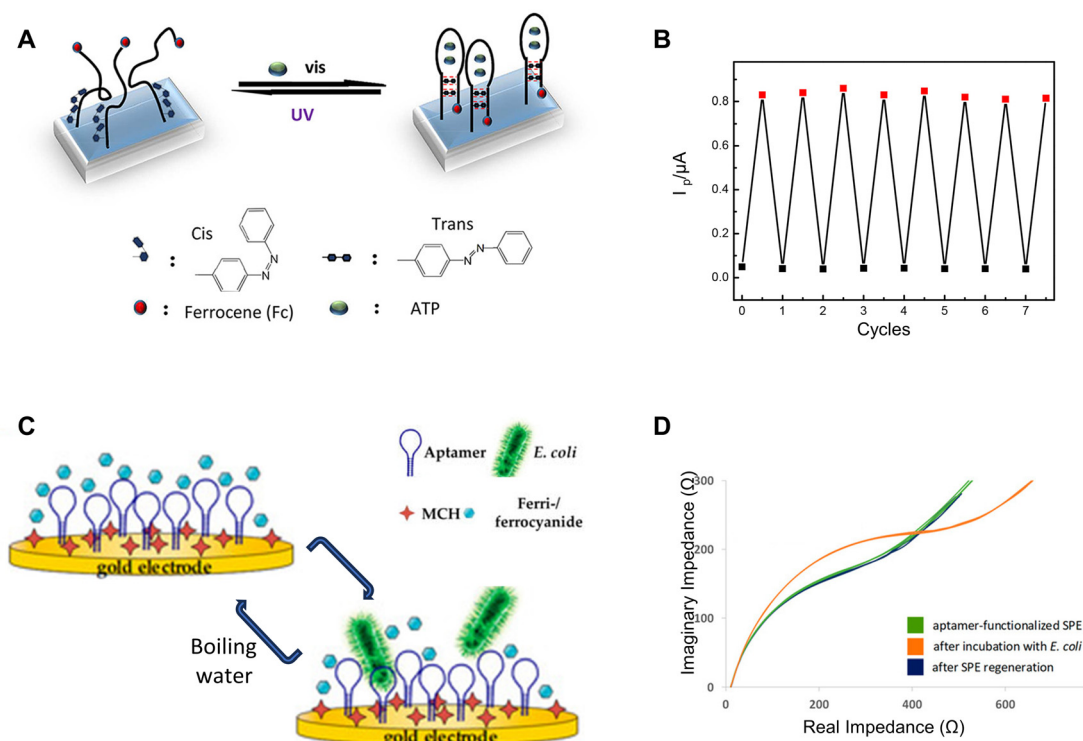 A
vis
UV
Cis
N
N
Trans
N
N
:
:
: Ferrocene (Fc)
: ATP
B
I p/μA
0.8
0.6
0.4
0.2
0.0
0 1 2 3 4 5 6 7
Cycles
C
Aptamer
E. coli
MCH
Ferri-/
ferrocyanide
gold electrode
Boiling
water
gold electrode
D
Imaginary Impedance (Ω)
300
200
100
0
aptamer-functionalized SPE
after incubation with E. coli
after SPE regeneration
0 200 400 600
Real Impedance (Ω)